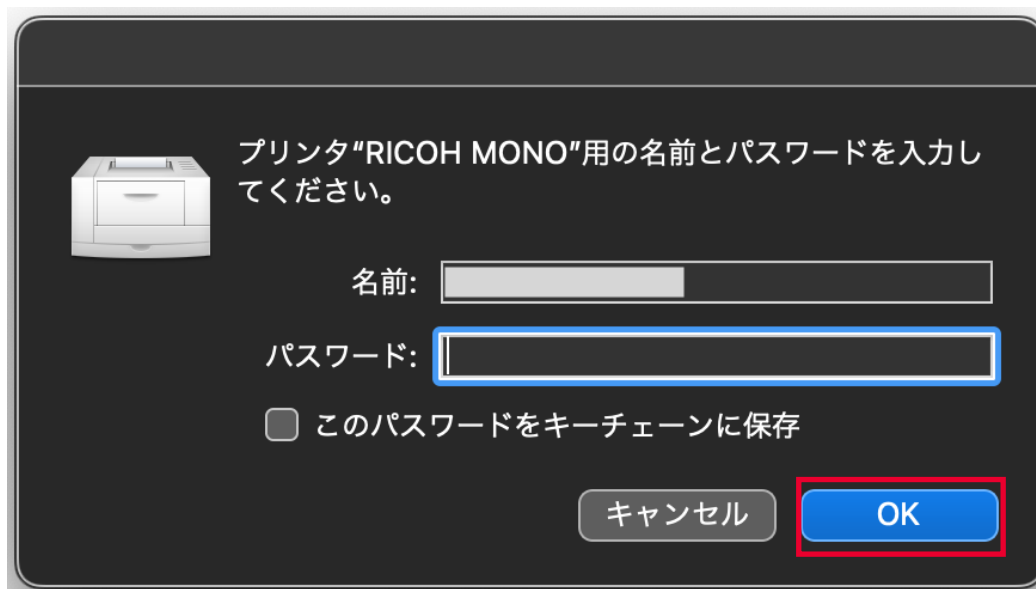 プリンタ“RICOH MONO”用の名前とパスワードを入力し
てください。
名前:
パスワード:
このパスワードをキーチェーンに保存
キャンセル
OK